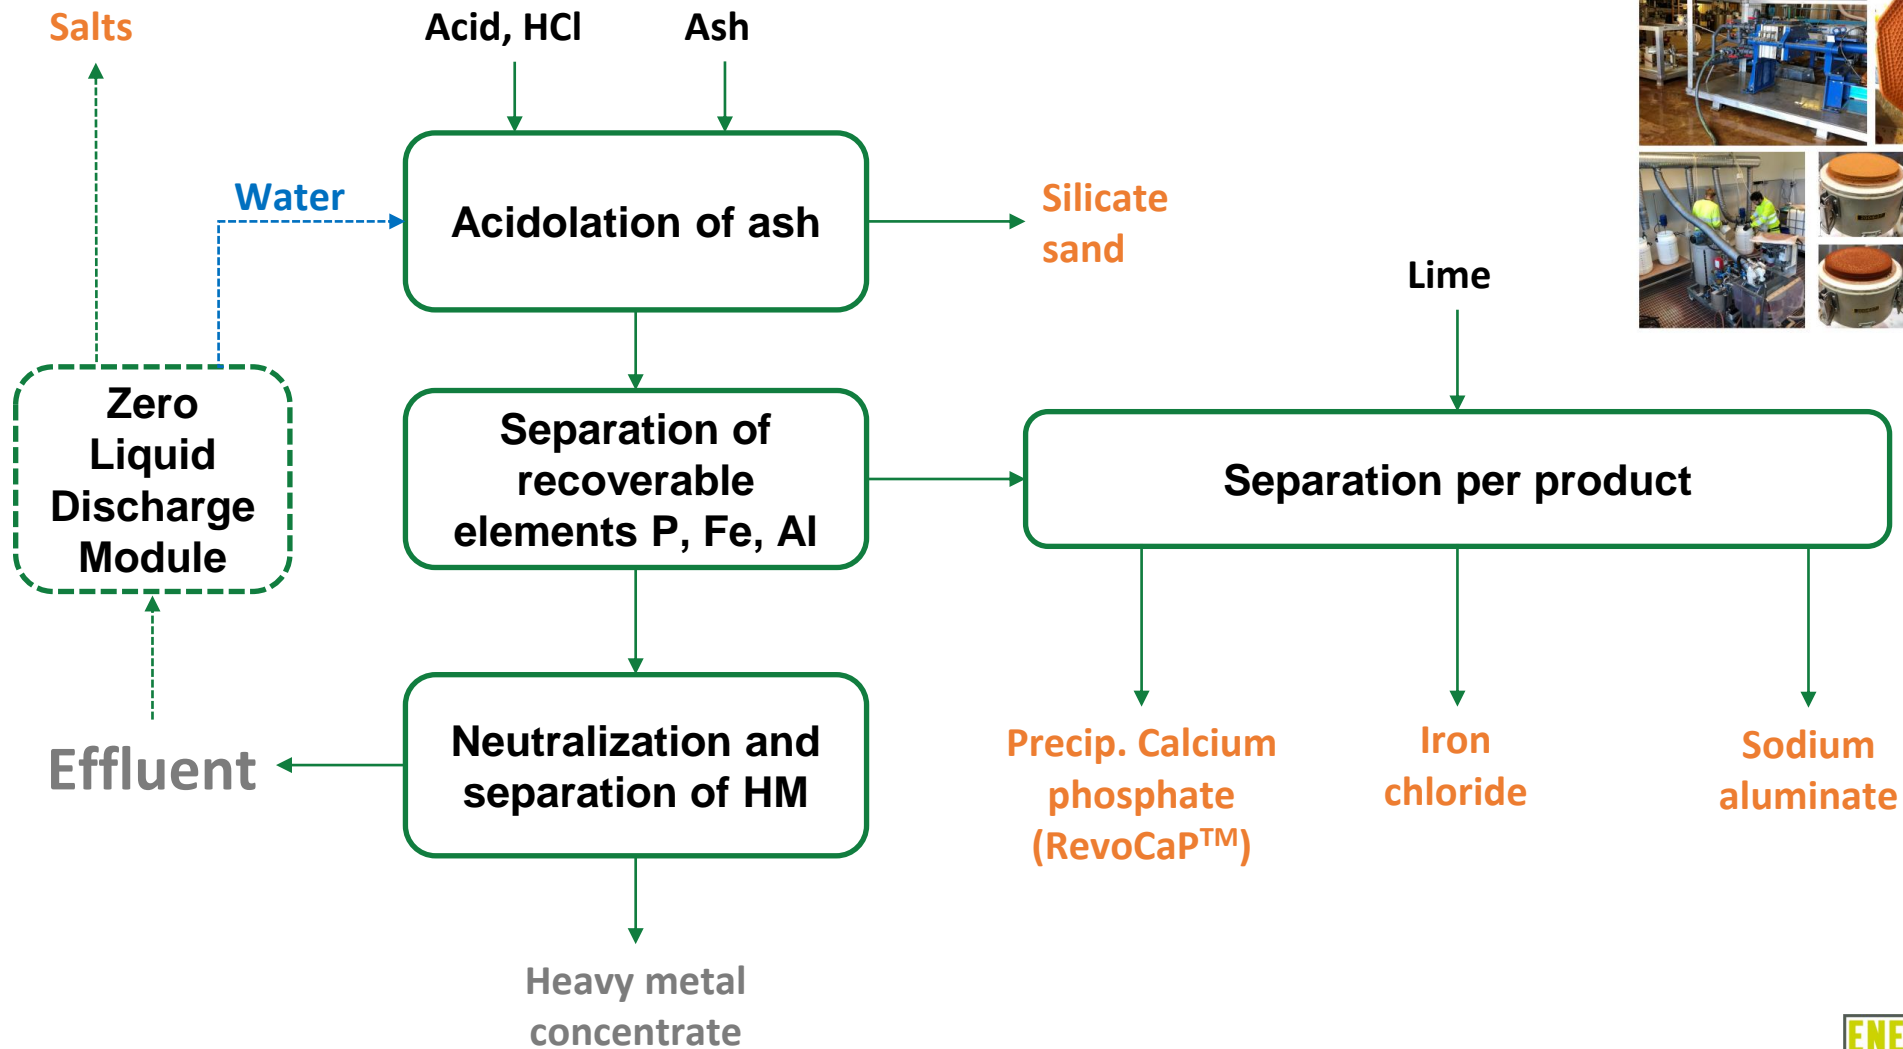 Salts
Acid, HCl
Ash
Water
Acidolation of ash
Silicate
sand
Lime
Zero
Liquid
Discharge
Module
Separation of
recoverable
elements P, Fe, Al
Separation per product
Effluent
Neutralization and
separation of HM
Precip. Calcium
phosphate
(RevoCaP™)
Iron
chloride
Sodium
aluminate
Heavy metal
concentrate
ENE